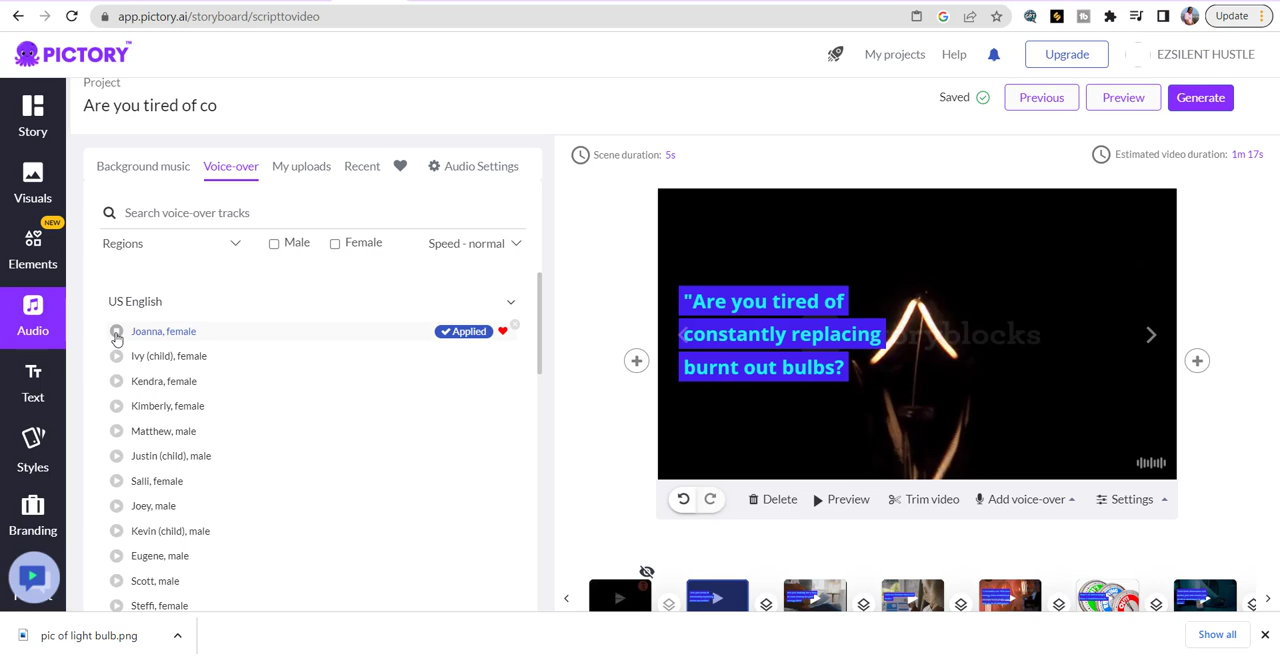 app.pictory.ai/storyboard/scripttovideo
Update
PICTORY
My projects
Help
Upgrade
EZSILENT HUSTLE
Project
Are you tired of co
Saved
Previous
Preview
Generate
Story
Visuals
NEW
Elements
Audio
Text
Styles
Branding
Background music
Voice-over
My uploads
Recent
Audio Settings
Search voice-over tracks
Regions
Male
Female
Speed - normal
US English
Joanna, female
Applied
Ivy (child), female
Kendra, female
Kimberly, female
Matthew, male
Justin (child), male
Salli, female
Joey, male
Kevin (child), male
Eugene, male
Scott, male
Steffi, female
Scene duration: 5s
Estimated video duration: 1m 17s
"Are you tired of
constantly replacing
burnt out bulbs?
Delete
Preview
Trim video
Add voice-over
Settings
pic of light bulb.png
Show all